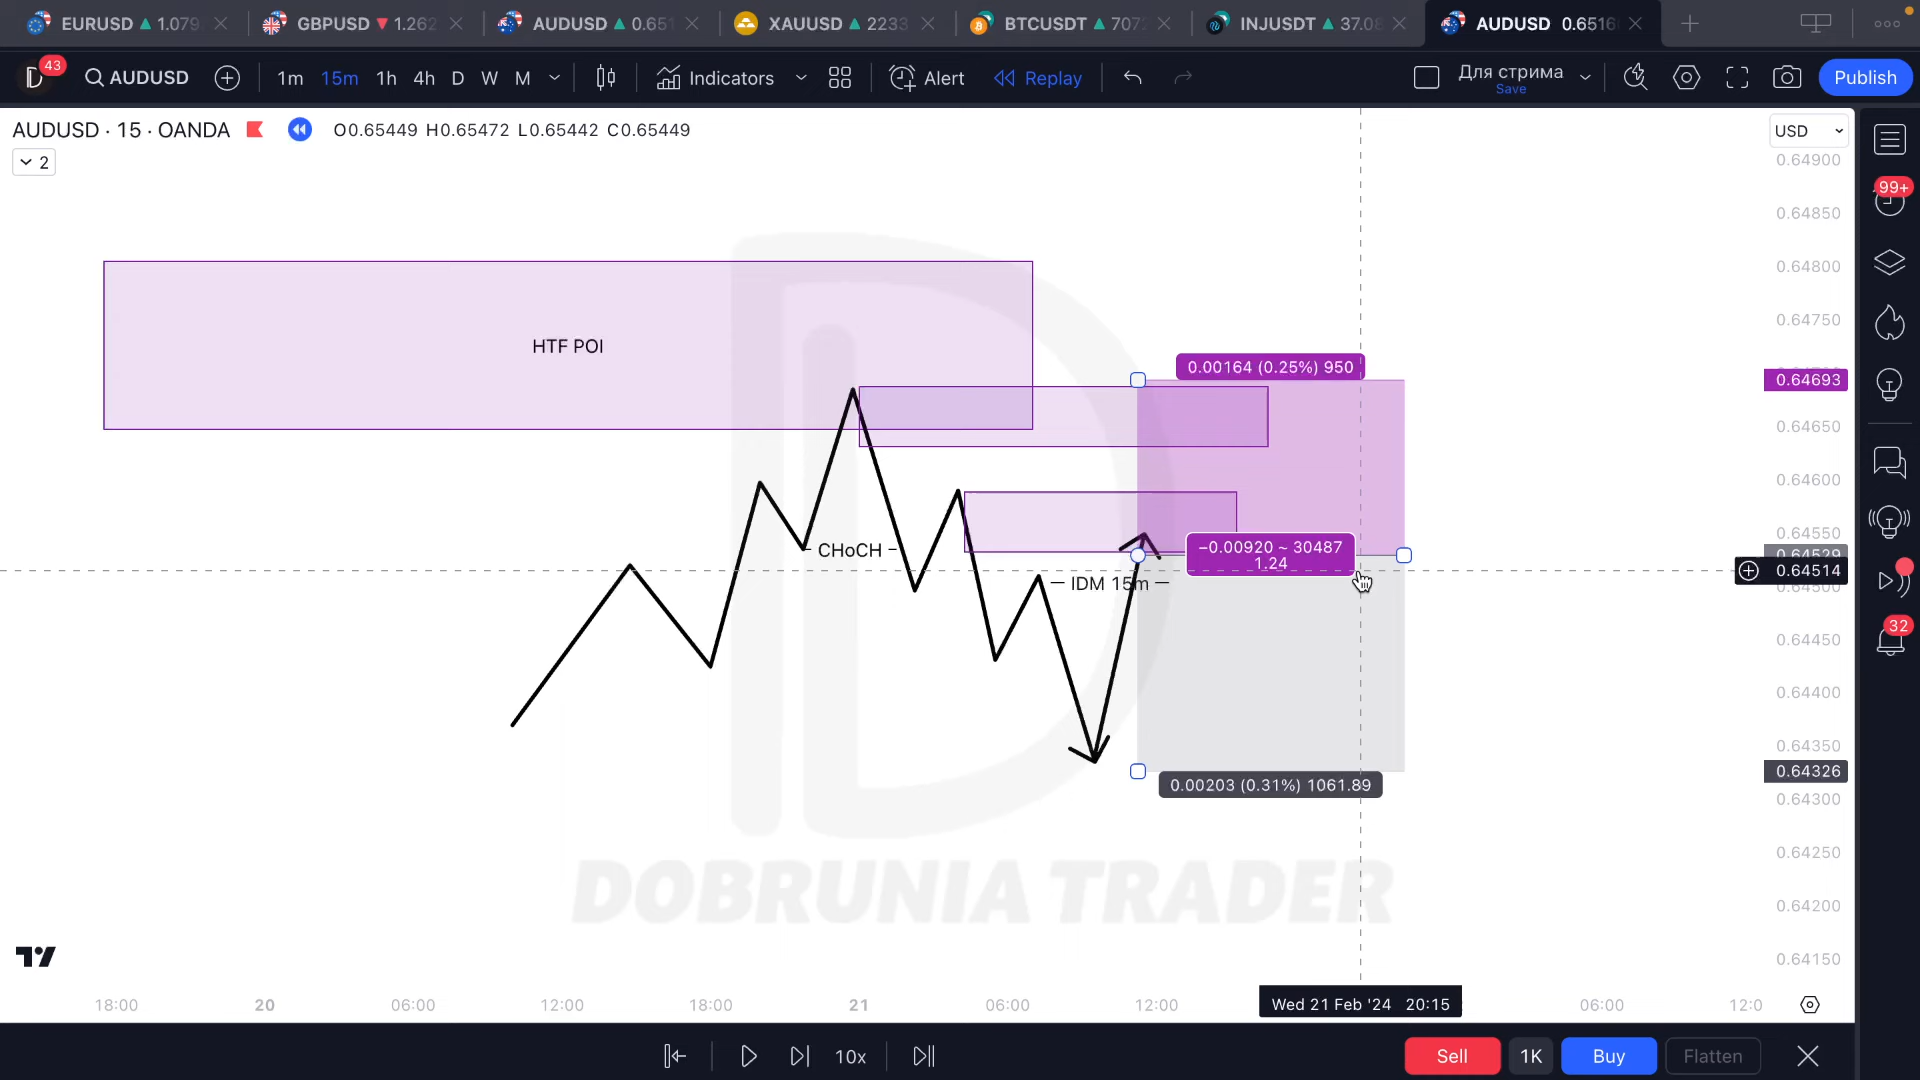 EURUSD 1.079
GBPUSD 1.262
AUDUSD 0.651
XAUUSD 2233
BTCUSDT 707
INJUSDT 37.08
AUDUSD 0.6516
43
AUDUSD
1m 15m 1h 4h D W M
Indicators
Alert
Replay
Для стрима
Save
Publish
AUDUSD · 15 · OANDA
O0.65449 H0.65472 L0.65442 C0.65449
USD
2
0.64900
0.64850
0.64800
0.64750
0.64693
0.64650
0.64600
0.64550
0.64529
0.64514
0.64500
0.64450
0.64400
0.64350
0.64326
0.64300
0.64250
0.64200
0.64150
99+
32
HTF POI
0.00164 (0.25%) 950
CHoCH
−0.00920 ~ 30487
1.24
IDM 15m
0.00203 (0.31%) 1061.89
DOBRUNIA TRADER
18:00 20 06:00 12:00 18:00 21 06:00 12:00 Wed 21 Feb '24 20:15 06:00 12:0
10x
Sell 1K Buy Flatten